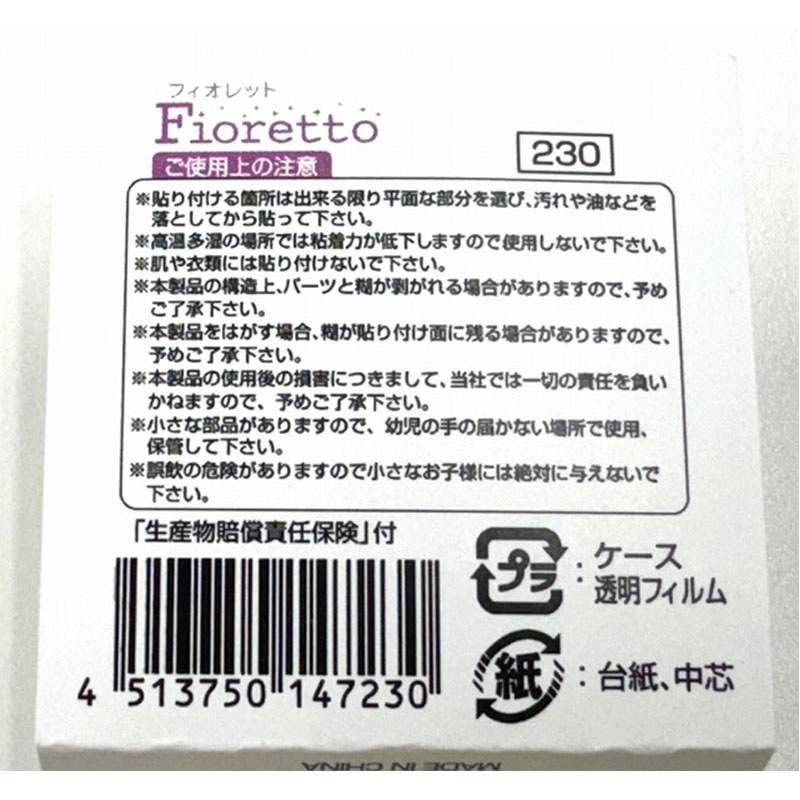 フィオレット
Fioretto
ご使用上の注意
230
※貼り付ける箇所は出来る限り平面な部分を選び、汚れや油などを
落としてから貼って下さい。
※高温多湿の場所では粘着力が低下しますので使用しないで下さい。
※肌や衣類には貼り付けないで下さい。
※本製品の構造上、パーツと糊が剥がれる場合がありますので、予め
ご了承下さい。
※本製品をはがす場合、糊が貼り付け面に残る場合がありますので、
予めご了承下さい。
※本製品の使用後の損害につきまして、当社では一切の責任を負い
かねますので、予めご了承下さい。
※小さな部品がありますので、幼児の手の届かない場所で使用、
保管して下さい。
※誤飲の危険がありますので小さなお子様には絶対に与えないで
下さい。
「生産物賠償責任保険」付
プラ：ケース
透明フィルム
紙：台紙、中芯
4 513750 147230
MADE IN CHINA